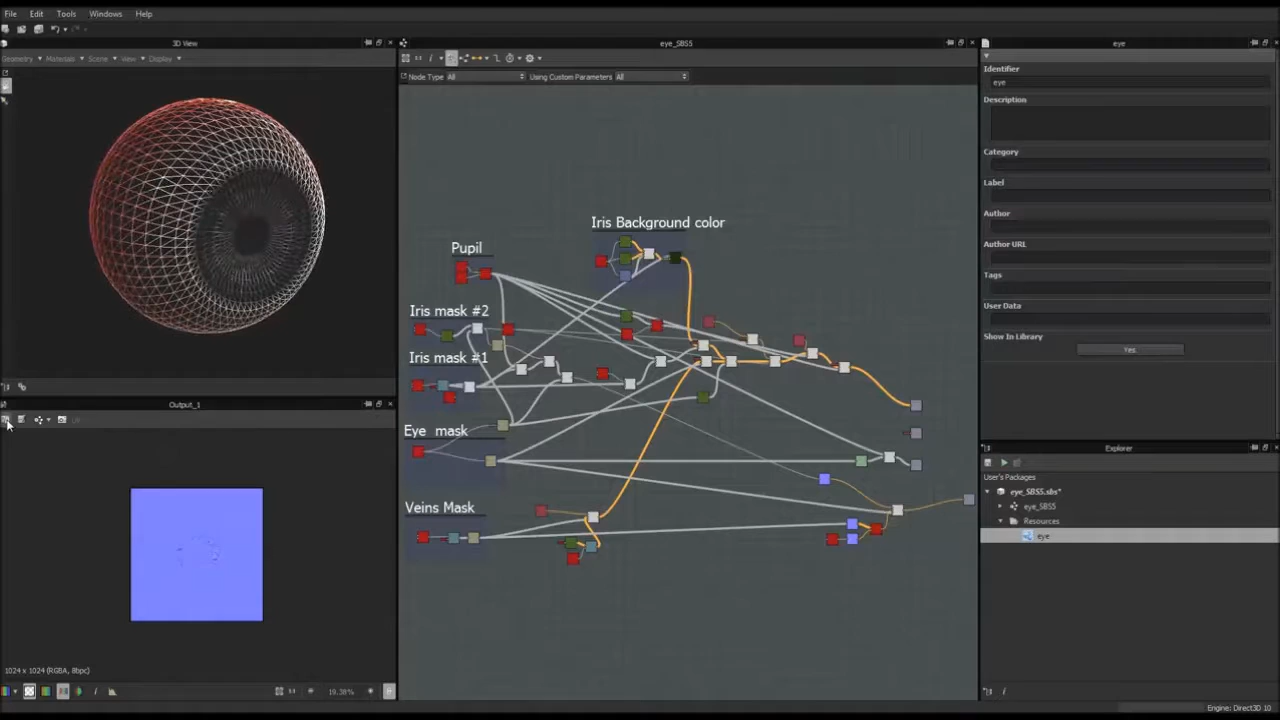 File Edit Tools Windows Help
3D View
Geometry Materials Scene View Display
eye_SBS5
Node Type All Using Custom Parameters All
Iris Background color
Pupil
Iris mask #2
Iris mask #1
Eye mask
Veins Mask
Output_1
1024 x 1024 (RGBA, 8bpc)
19.38%
eye
Identifier
eye
Description
Category
Label
Author
Author URL
Tags
User Data
Show In Library
Yes
Explorer
User's Packages
eye_SBS5.sbs*
eye_SBS5
Resources
eye
Engine: Direct3D 10